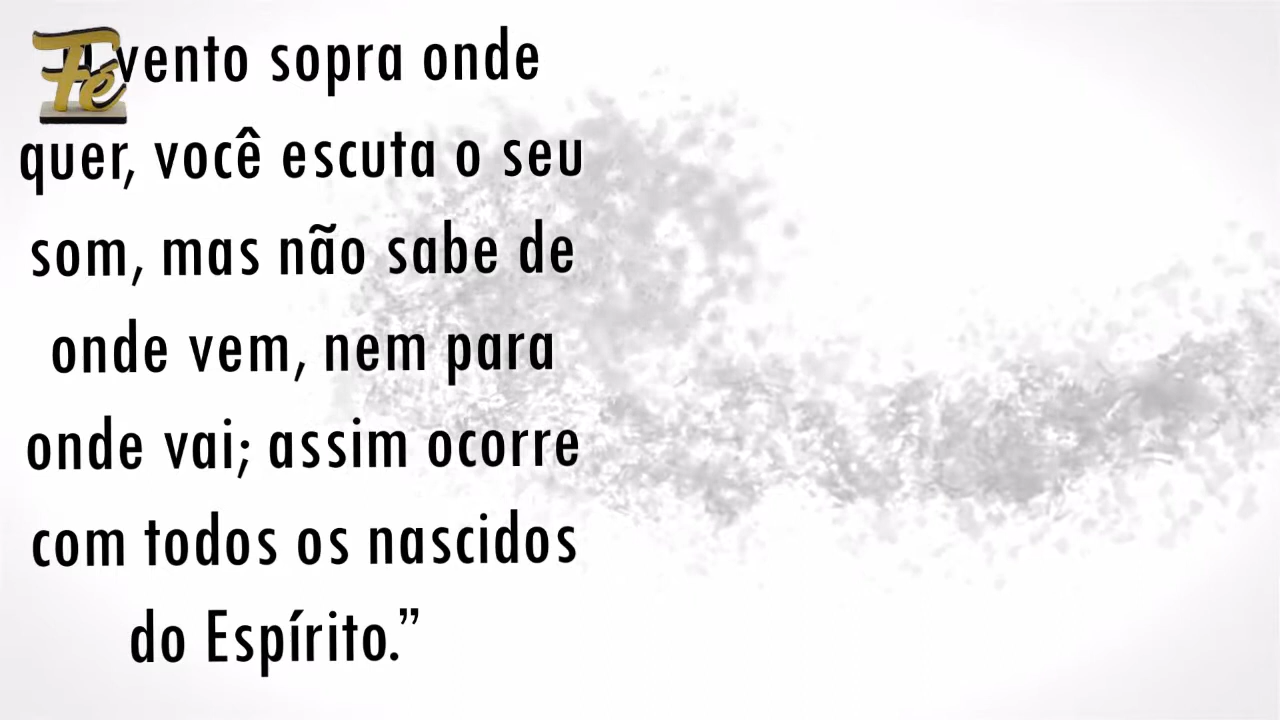 Fé
vento sopra onde
quer, você escuta o seu
som, mas não sabe de
onde vem, nem para
onde vai; assim ocorre
com todos os nascidos
do Espírito.”